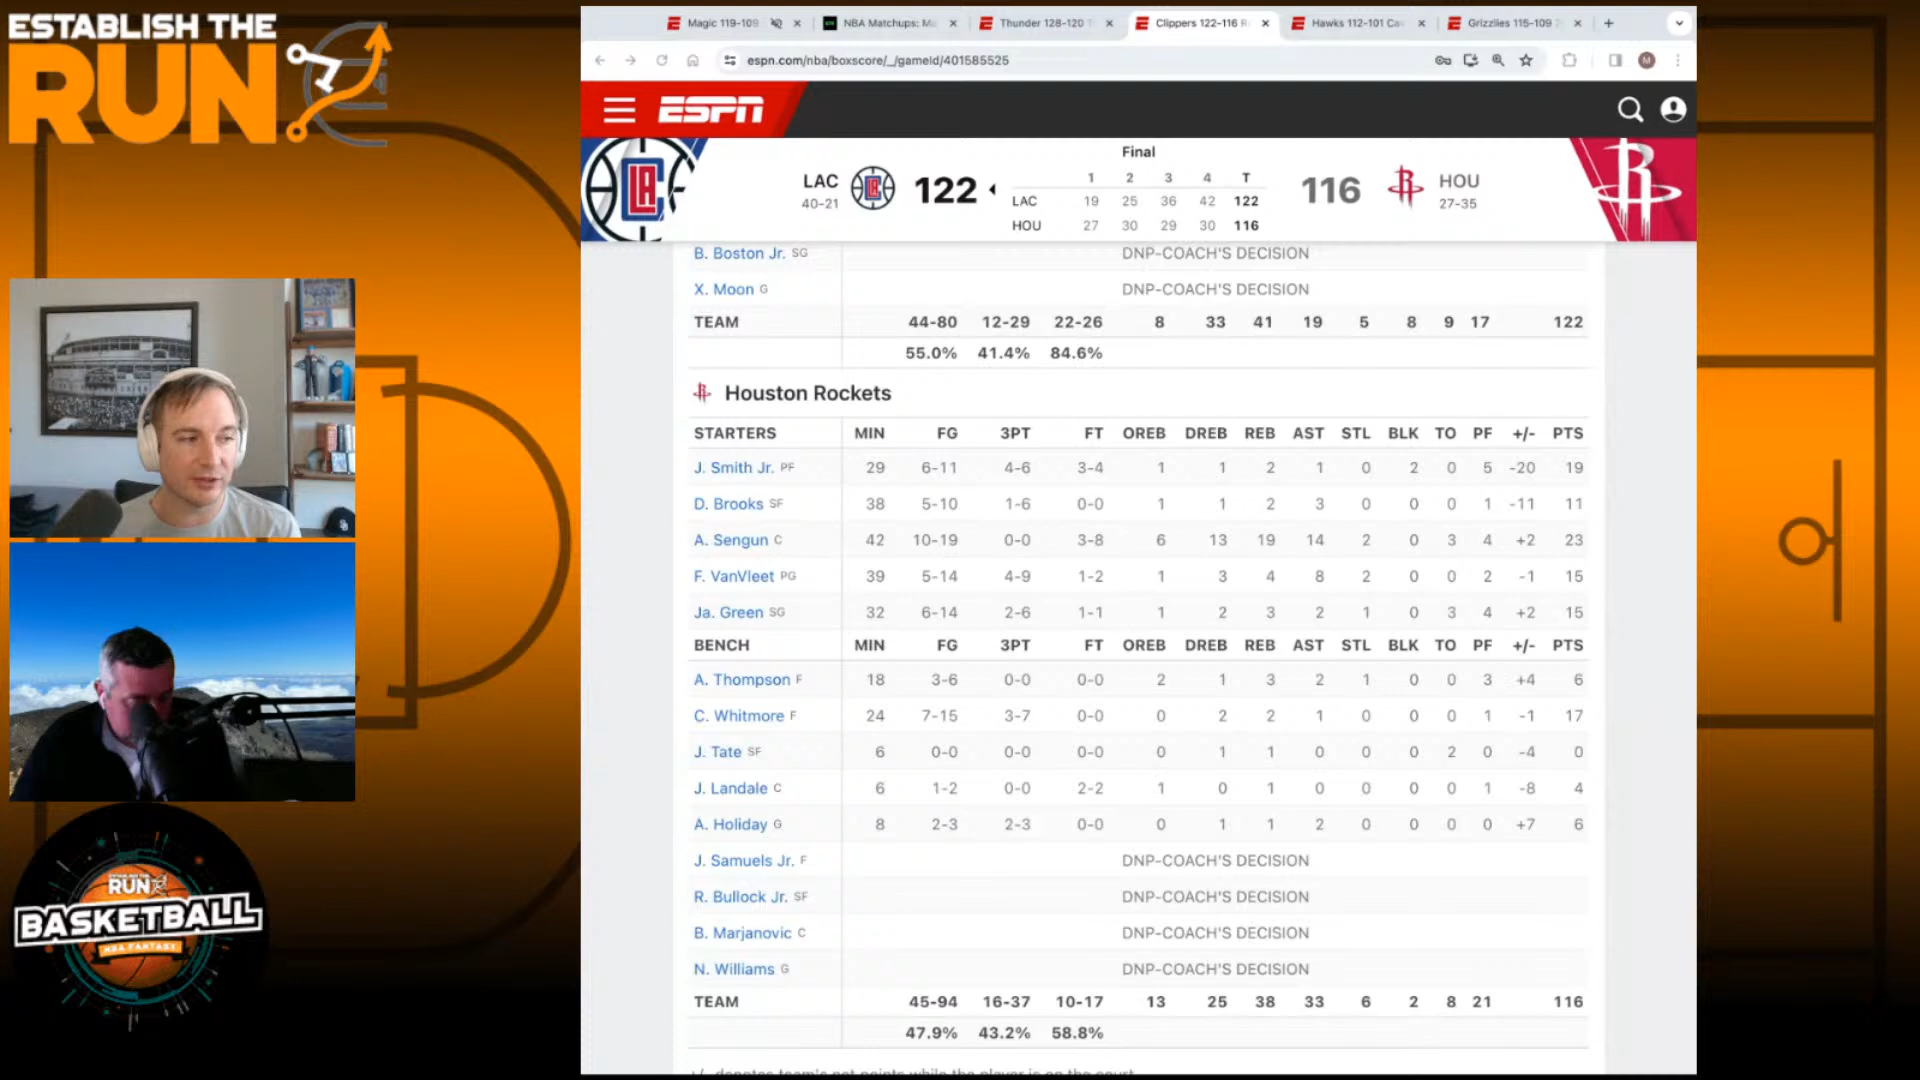 ESTABLISH THE
RUN
Magic 119-109
NBA Matchups: M
Thunder 128-120 T
Clippers 122-116 R
Hawks 112-101 Ca
Grizzlies 115-109
espn.com/nba/boxscore/_/gameId/401585525
M
ESPN
Final
LAC 122 1 2 3 4 T 116 HOU
40-21 LAC 19 25 36 42 122 27-35
HOU 27 30 29 30 116
B. Boston Jr. SG DNP-COACH'S DECISION
X. Moon G DNP-COACH'S DECISION
TEAM 44-80 12-29 22-26 8 33 41 19 5 8 9 17 122
55.0% 41.4% 84.6%
Houston Rockets
STARTERS MIN FG 3PT FT OREB DREB REB AST STL BLK TO PF +/- PTS
J. Smith Jr. PF 29 6-11 4-6 3-4 1 1 2 1 0 2 0 5 -20 19
D. Brooks SF 38 5-10 1-6 0-0 1 1 2 3 0 0 0 1 -11 11
A. Sengun C 42 10-19 0-0 3-8 6 13 19 14 2 0 3 4 +2 23
F. VanVleet PG 39 5-14 4-9 1-2 1 3 4 8 2 0 0 2 -1 15
Ja. Green SG 32 6-14 2-6 1-1 1 2 3 2 1 0 3 4 +2 15
BENCH MIN FG 3PT FT OREB DREB REB AST STL BLK TO PF +/- PTS
A. Thompson F 18 3-6 0-0 0-0 2 1 3 2 1 0 0 3 +4 6
C. Whitmore F 24 7-15 3-7 0-0 0 2 2 1 0 0 0 1 -1 17
J. Tate SF 6 0-0 0-0 0-0 0 1 1 0 0 0 2 0 -4 0
J. Landale C 6 1-2 0-0 2-2 1 0 1 0 0 0 0 1 -8 4
A. Holiday G 8 2-3 2-3 0-0 0 1 1 2 0 0 0 0 +7 6
J. Samuels Jr. F DNP-COACH'S DECISION
R. Bullock Jr. SF DNP-COACH'S DECISION
B. Marjanovic C DNP-COACH'S DECISION
N. Williams G DNP-COACH'S DECISION
TEAM 45-94 16-37 10-17 13 25 38 33 6 2 8 21 116
47.9% 43.2% 58.8%
+/- denotes team's net points while the player is on the court
ESTABLISH THE
RUN
BASKETBALL
NBA FANTASY